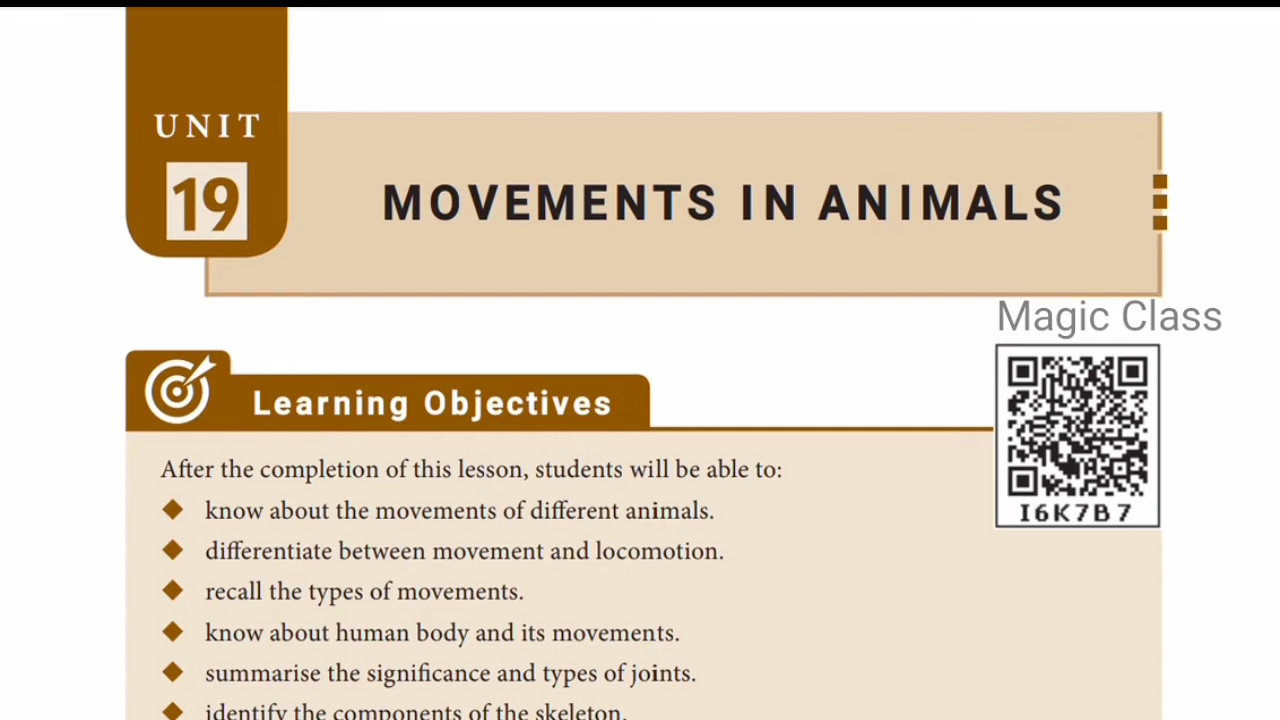 UNIT
19
MOVEMENTS IN ANIMALS
Magic Class
Learning Objectives
I6K7B7
After the completion of this lesson, students will be able to:
know about the movements of different animals.
differentiate between movement and locomotion.
recall the types of movements.
know about human body and its movements.
summarise the significance and types of joints.
identify the components of the skeleton.